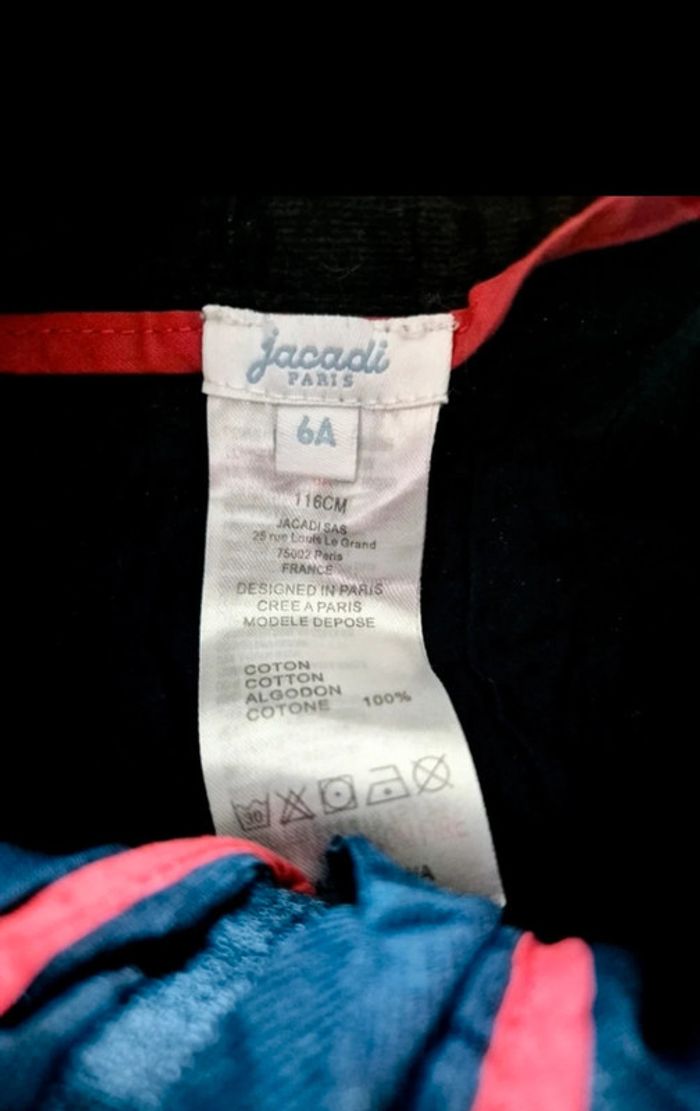 jacadi
PARIS
6A
116CM
JACADI SAS
25 rue Louis Le Grand
75002 Paris
FRANCE
DESIGNED IN PARIS
CREE A PARIS
MODELE DEPOSE
COTON
COTTON
ALGODON
COTONE 100%
30